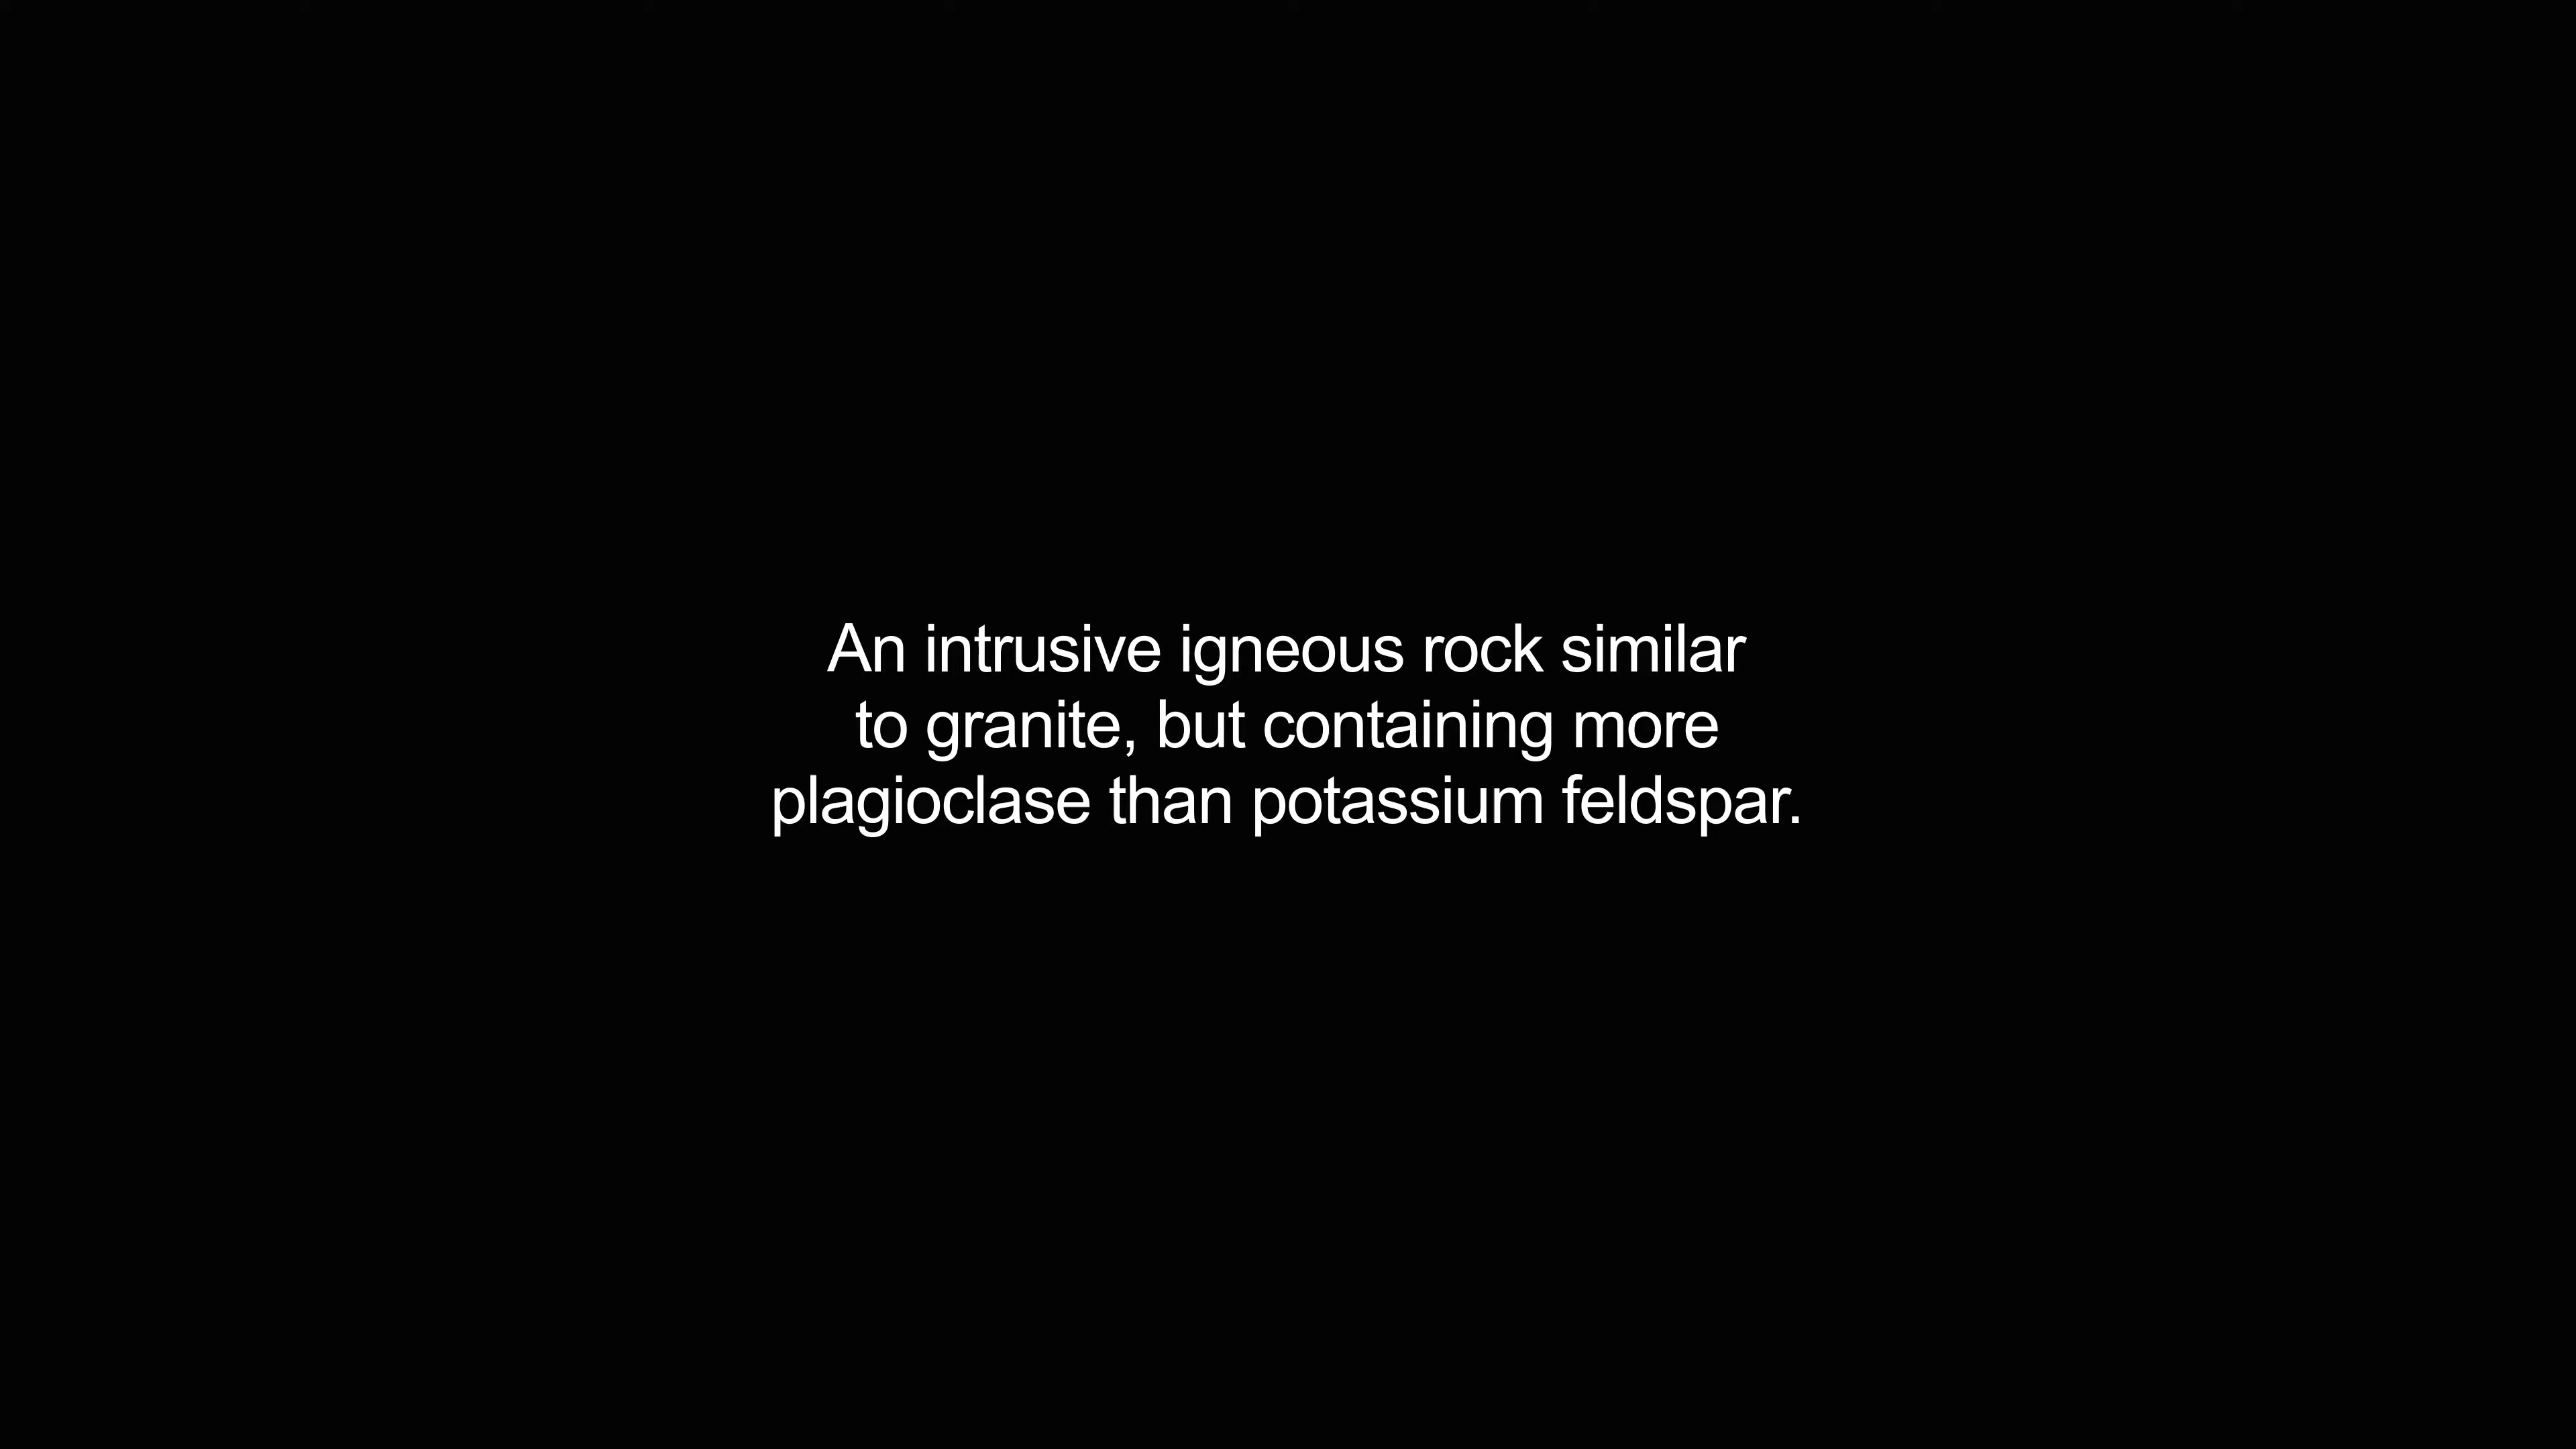 An intrusive igneous rock similar
to granite, but containing more
plagioclase than potassium feldspar.